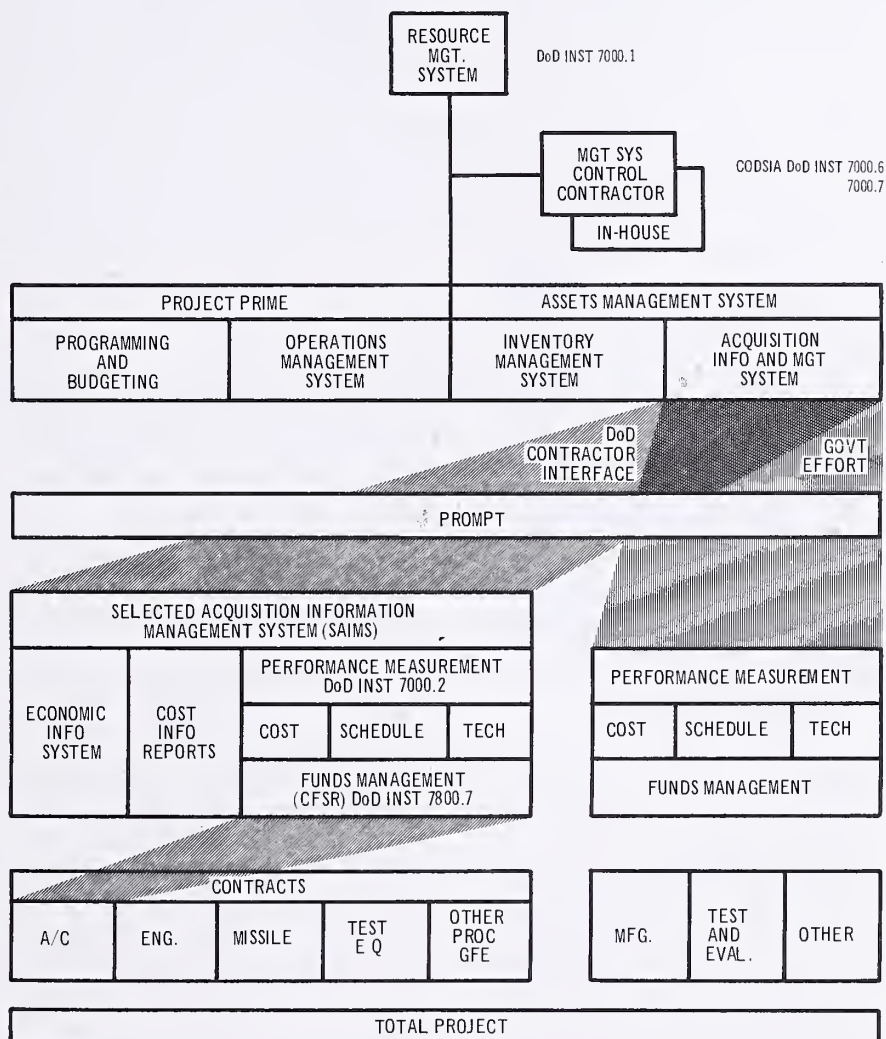 RESOURCE
MGT.
SYSTEM
DoD INST 7000.1
MGT SYS
CONTROL
CONTRACTOR
IN-HOUSE
CODSIA DoD INST 7000.6
7000.7
PROJECT PRIME
ASSETS MANAGEMENT SYSTEM
PROGRAMMING
AND
BUDGETING
OPERATIONS
MANAGEMENT
SYSTEM
INVENTORY
MANAGEMENT
SYSTEM
ACQUISITION
INFO AND MGT
SYSTEM
DoD
CONTRACTOR
INTERFACE
GOVT
EFFORT
PROMPT
SELECTED ACQUISITION INFORMATION
MANAGEMENT SYSTEM (SAIMS)
ECONOMIC
INFO
SYSTEM
COST
INFO
REPORTS
PERFORMANCE MEASUREMENT
DoD INST 7000.2
COST
SCHEDULE
TECH
FUNDS MANAGEMENT
(CFSR) DoD INST 7800.7
PERFORMANCE MEASUREMENT
COST
SCHEDULE
TECH
FUNDS MANAGEMENT
CONTRACTS
A/C
ENG.
MISSILE
TEST
EQ
OTHER
PROC
GFE
MFG.
TEST
AND
EVAL.
OTHER
TOTAL PROJECT